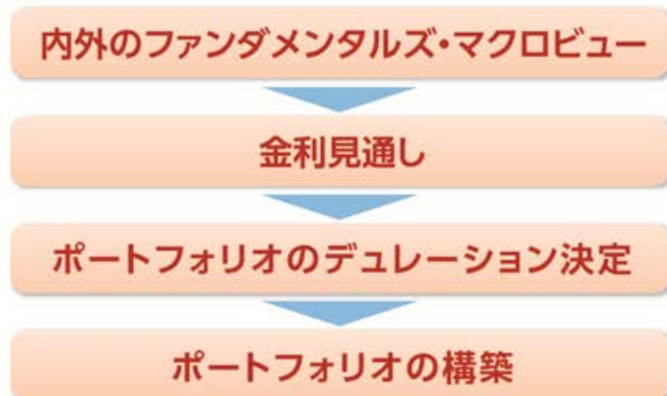 内外のファンダメンタルズ・マクロビュー
金利見通し
ポートフォリオのデュレーション決定
ポートフォリオの構築